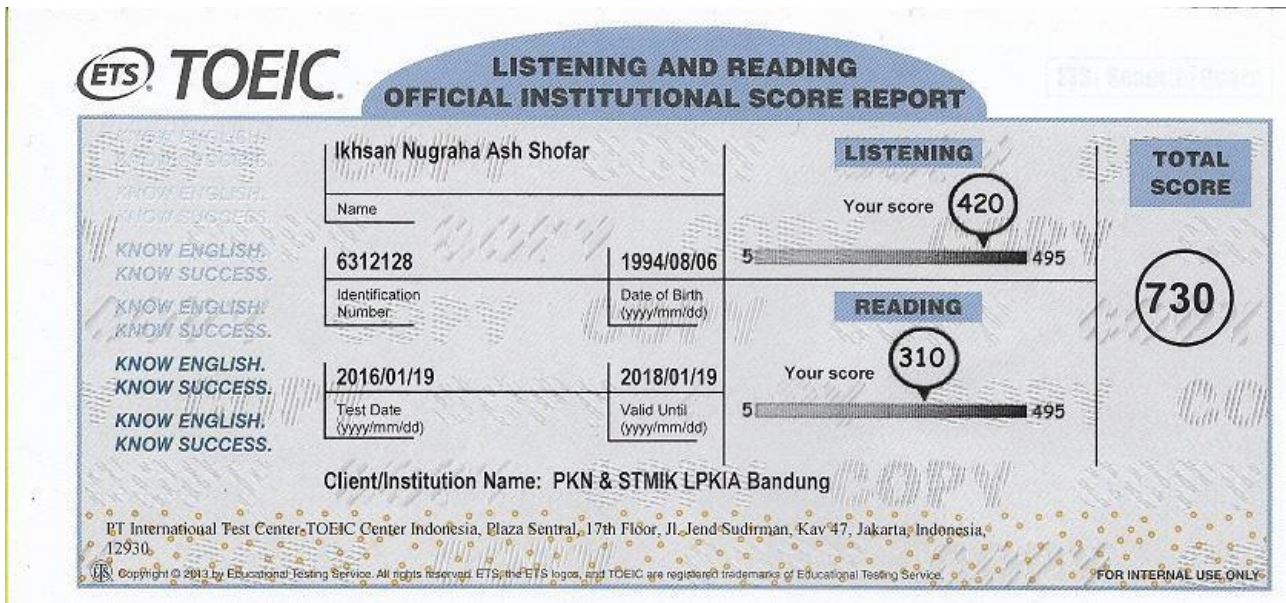 ETS TOEIC.
LISTENING AND READING
OFFICIAL INSTITUTIONAL SCORE REPORT
KNOW ENGLISH.
KNOW SUCCESS.
KNOW ENGLISH.
KNOW SUCCESS.
KNOW ENGLISH.
KNOW SUCCESS.
KNOW ENGLISH.
KNOW SUCCESS.
KNOW ENGLISH.
KNOW SUCCESS.
KNOW ENGLISH.
KNOW SUCCESS.
Ikhsan Nugraha Ash Shofar
Name
6312128
Identification
Number
1994/08/06
Date of Birth
(yyyy/mm/dd)
2016/01/19
Test Date
(yyyy/mm/dd)
2018/01/19
Valid Until
(yyyy/mm/dd)
LISTENING
Your score 420
5 495
READING
Your score 310
5 495
TOTAL
SCORE
730
Client/Institution Name: PKN & STMIK LPKIA Bandung
PT International Test Center-TOEIC Center Indonesia, Plaza Sentral, 17th Floor, Jl. Jend Sudirman, Kav 47, Jakarta, Indonesia,
12930
Copyright © 2013 by Educational Testing Service. All rights reserved. ETS, the ETS logos, and TOEIC are registered trademarks of Educational Testing Service.
FOR INTERNAL USE ONLY
COPY